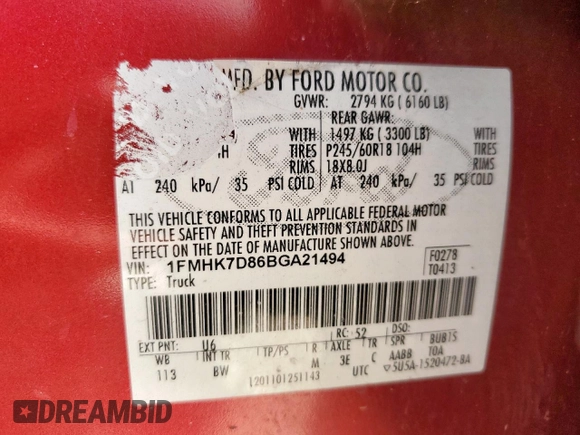 MFD. BY FORD MOTOR CO.
GVWR: 2794 KG ( 6160 LB)
REAR GAWR:
WITH 1497 KG ( 3300 LB) WITH
TIRES P245/60R18 104H TIRES
RIMS 18X8.0J RIMS
AT 240 kPa/ 35 PSI COLD AT 240 kPa/ 35 PSI COLD
THIS VEHICLE CONFORMS TO ALL APPLICABLE FEDERAL MOTOR
VEHICLE SAFETY AND THEFT PREVENTION STANDARDS IN
EFFECT ON THE DATE OF MANUFACTURE SHOWN ABOVE.
VIN: 1FMHK7D86BGA21494 F0278
TYPE: Truck T0413
EXT PNT: U6 RC: 52 DSO:
WB INT TR TP/PS R AXLE TR SPR BUB15
113 BW M 3E C AABB TOA
1201101251143 UTC 5U5A-1520472-BA
DREAMBID